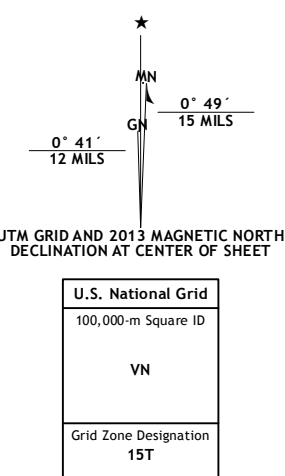 ★
MN
0° 49´
15 MILS
GN
0° 41´
12 MILS
UTM GRID AND 2013 MAGNETIC NORTH
DECLINATION AT CENTER OF SHEET
U.S. National Grid
100,000-m Square ID
VN
Grid Zone Designation
15T